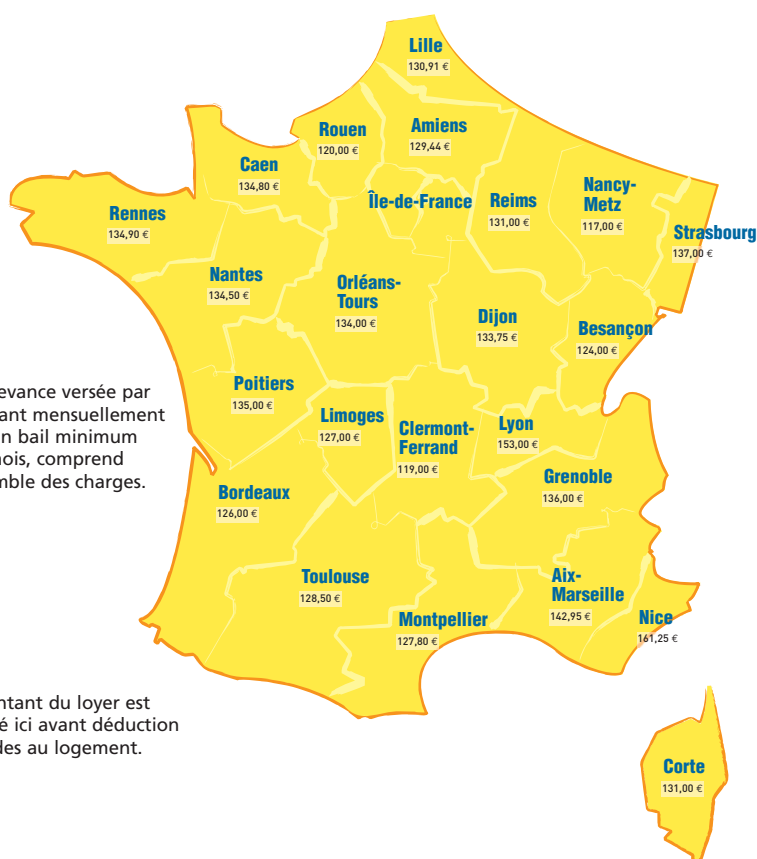 Lille
130,91 €
Rouen
120,00 €
Amiens
129,44 €
Caen
134,80 €
Île-de-France
Reims
131,00 €
Nancy-
Metz
117,00 €
Strasbourg
137,00 €
Rennes
134,90 €
Nantes
134,50 €
Orléans-
Tours
134,00 €
Dijon
133,75 €
Besançon
124,00 €
evance versée par
ant mensuellement
n bail minimum
nois, comprend
mble des charges.
Poitiers
135,00 €
Limoges
127,00 €
Clermont-
Ferrand
119,00 €
Lyon
153,00 €
Grenoble
136,00 €
Bordeaux
126,00 €
Toulouse
128,50 €
Montpellier
127,80 €
Aix-
Marseille
142,95 €
Nice
161,25 €
ntant du loyer est
é ici avant déduction
des au logement.
Corte
131,00 €